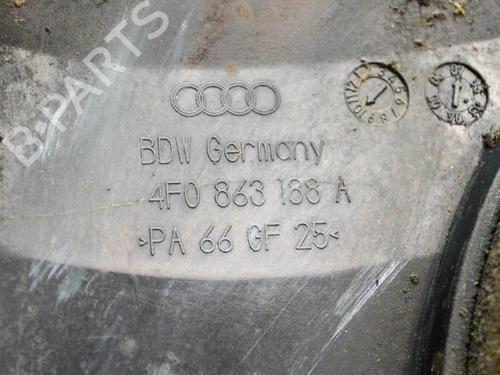 B-PARTS
BDW Germany
4F0 863 188 A
>PA 66 GF 25<